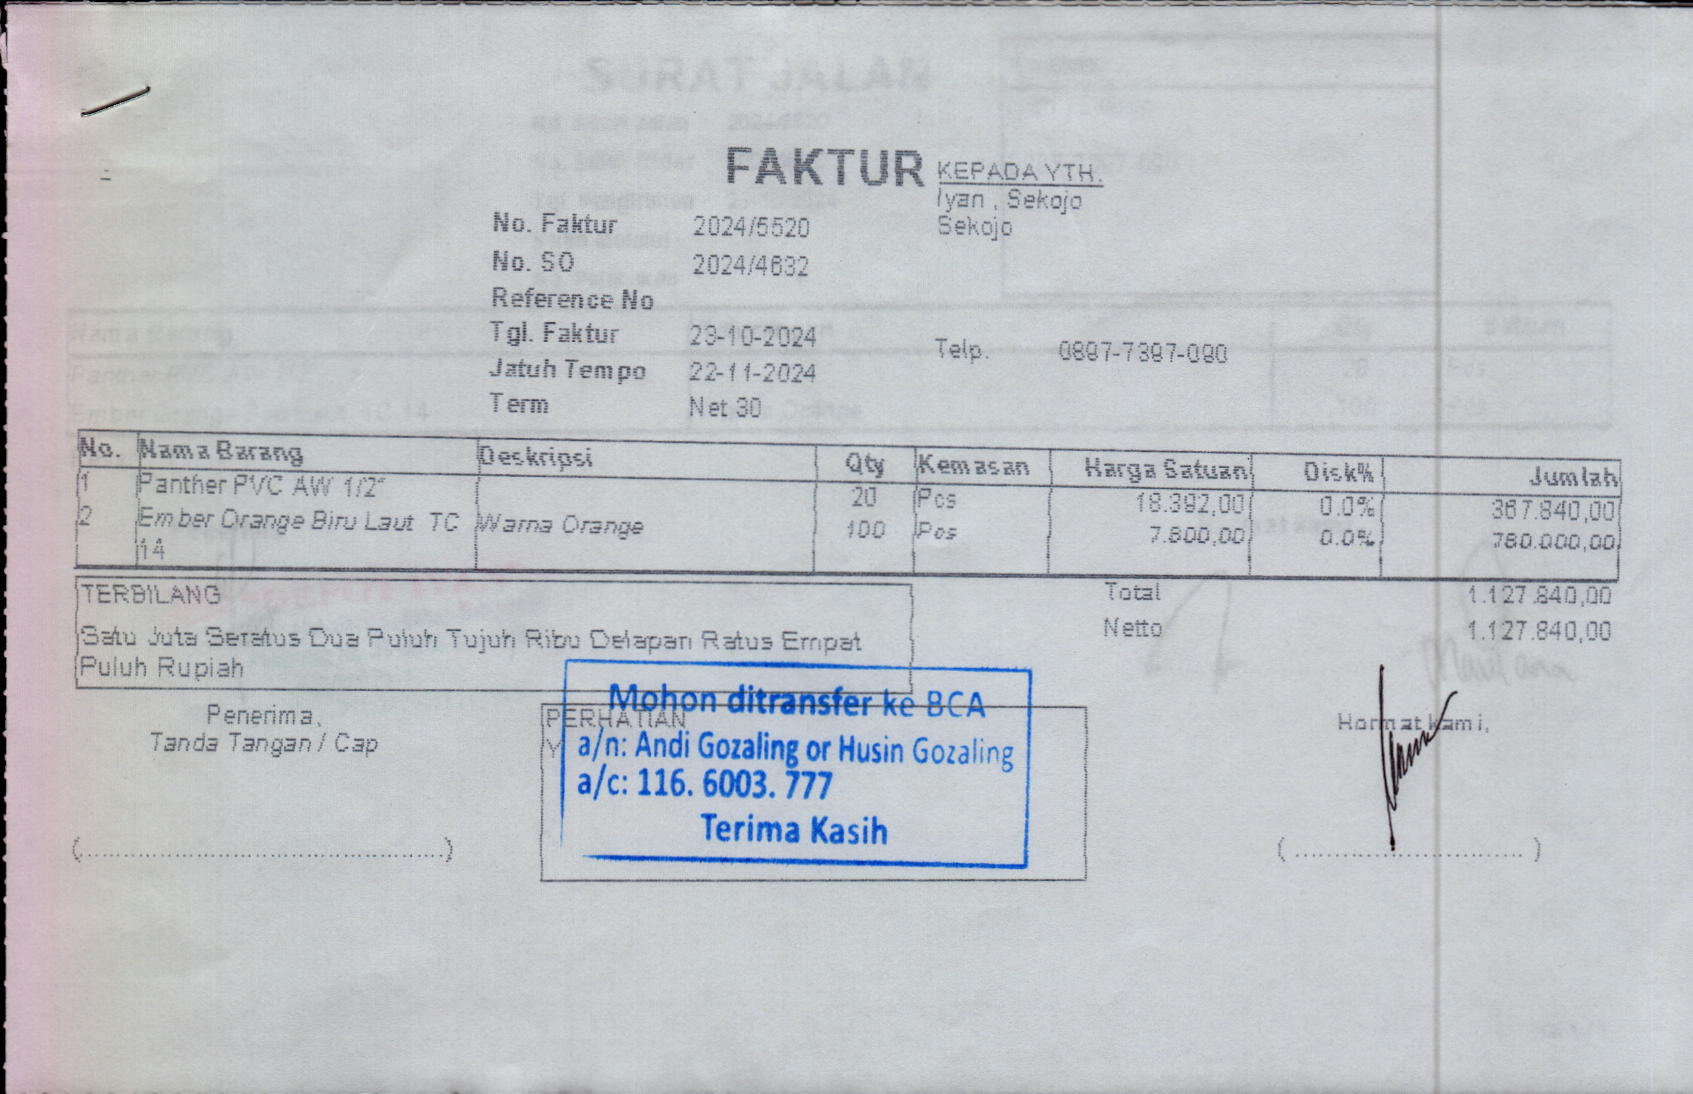 FAKTUR
KEPADA YTH.
Iyan , Sekojo
Sekojo
No. Faktur 2024/5520
No. SO 2024/4632
Reference No
Tgl. Faktur 23-10-2024
Telp. 0897-7397-090
Jatuh Tempo 22-11-2024
Term Net 30
No. Nama Barang Deskripsi Qty Kemasan Harga Satuan Disk% Jumlah
1 Panther PVC AW 1/2" 20 Pcs 18.392,00 0.0% 367.840,00
2 Ember Orange Biru Laut TC Warna Orange 100 Pcs 7.600,00 0.0% 760.000,00
14
TERBILANG
Satu Juta Seratus Dua Puluh Tujuh Ribu Delapan Ratus Empat
Puluh Rupiah
Total 1.127.840,00
Netto 1.127.840,00
Penerima,
Tanda Tangan / Cap
(....................................................)
PERHATIAN
Mohon ditransfer ke BCA
a/n: Andi Gozaling or Husin Gozaling
a/c: 116. 6003. 777
Terima Kasih
Hormat kami,
( ................................. )